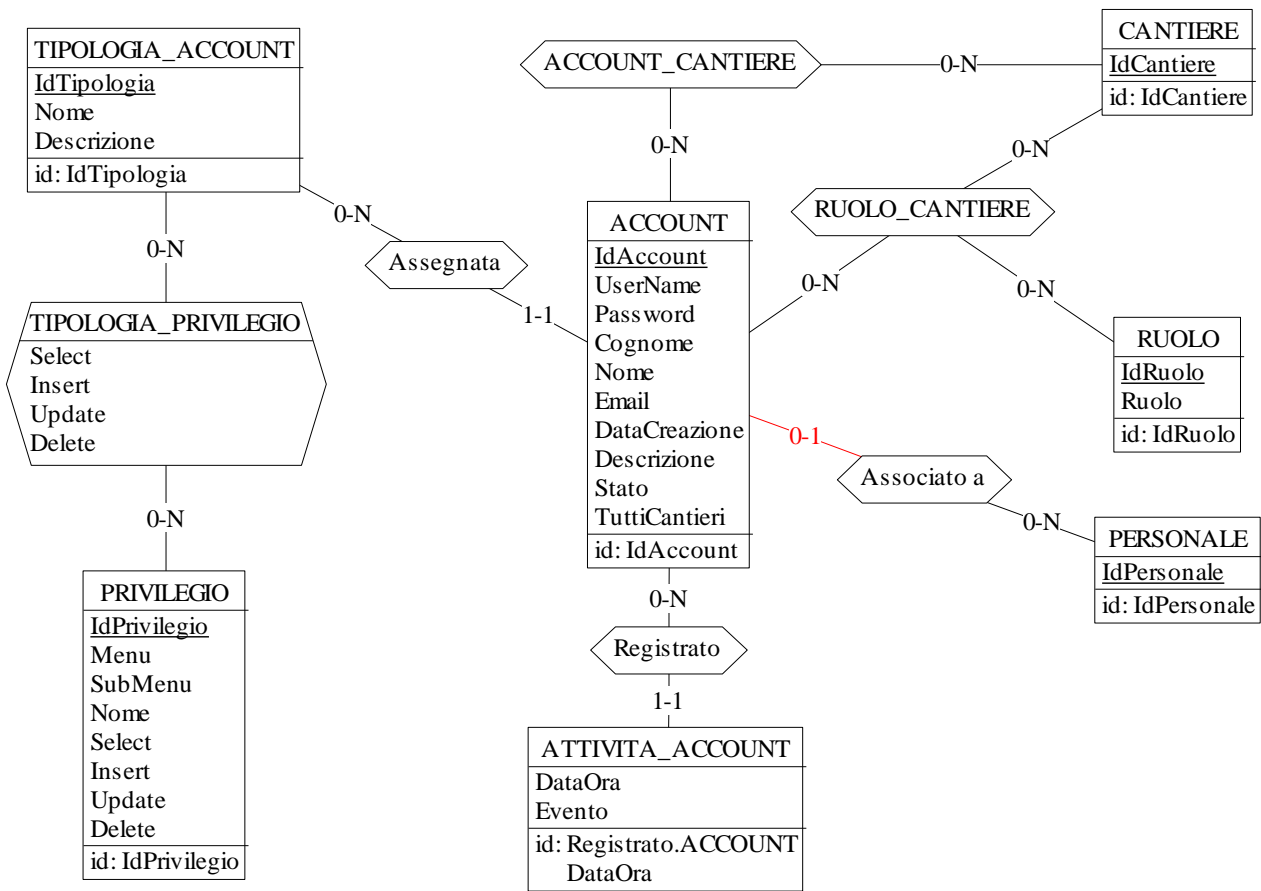 TIPOLOGIA_ACCOUNT
IdTipologia
Nome
Descrizione
id: IdTipologia
0-N
TIPOLOGIA_PRIVILEGIO
Select
Insert
Update
Delete
0-N
PRIVILEGIO
IdPrivilegio
Menu
SubMenu
Nome
Select
Insert
Update
Delete
id: IdPrivilegio
0-N
Assegnata
1-1
ACCOUNT_CANTIERE
0-N
0-N
ACCOUNT
IdAccount
UserName
Password
Cognome
Nome
Email
DataCreazione
Descrizione
Stato
TuttiCantieri
id: IdAccount
0-N
Registrato
1-1
ATTIVITA_ACCOUNT
DataOra
Evento
id: Registrato.ACCOUNT
DataOra
CANTIERE
IdCantiere
id: IdCantiere
0-N
RUOLO_CANTIERE
0-N
0-N
RUOLO
IdRuolo
Ruolo
id: IdRuolo
0-1
Associato a
0-N
PERSONALE
IdPersonale
id: IdPersonale